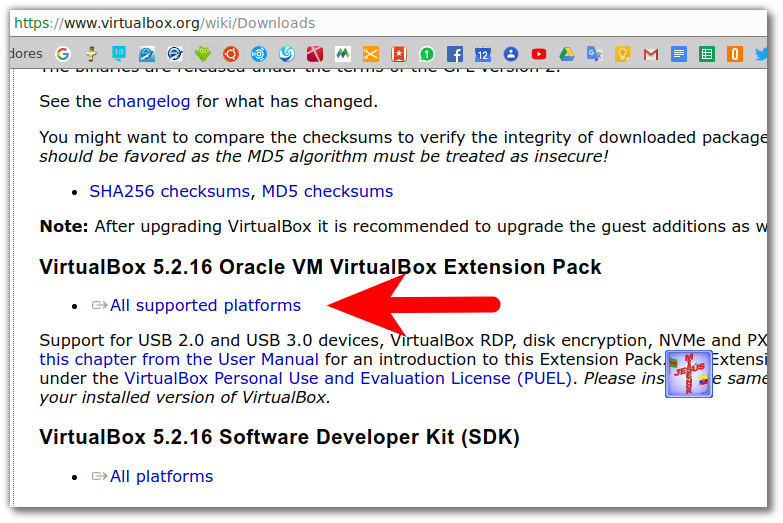 https://www.virtualbox.org/wiki/Downloads
dores
1:1
1
12
The binaries are released under the terms of the GPL version 2.
See the changelog for what has changed.
You might want to compare the checksums to verify the integrity of downloaded package
should be favored as the MD5 algorithm must be treated as insecure!
SHA256 checksums, MD5 checksums
Note: After upgrading VirtualBox it is recommended to upgrade the guest additions as w
VirtualBox 5.2.16 Oracle VM VirtualBox Extension Pack
All supported platforms
Support for USB 2.0 and USB 3.0 devices, VirtualBox RDP, disk encryption, NVMe and PX
this chapter from the User Manual for an introduction to this Extension Pack. Extensi
under the VirtualBox Personal Use and Evaluation License (PUEL). Please ins same
your installed version of VirtualBox.
JESÚS
VirtualBox 5.2.16 Software Developer Kit (SDK)
All platforms